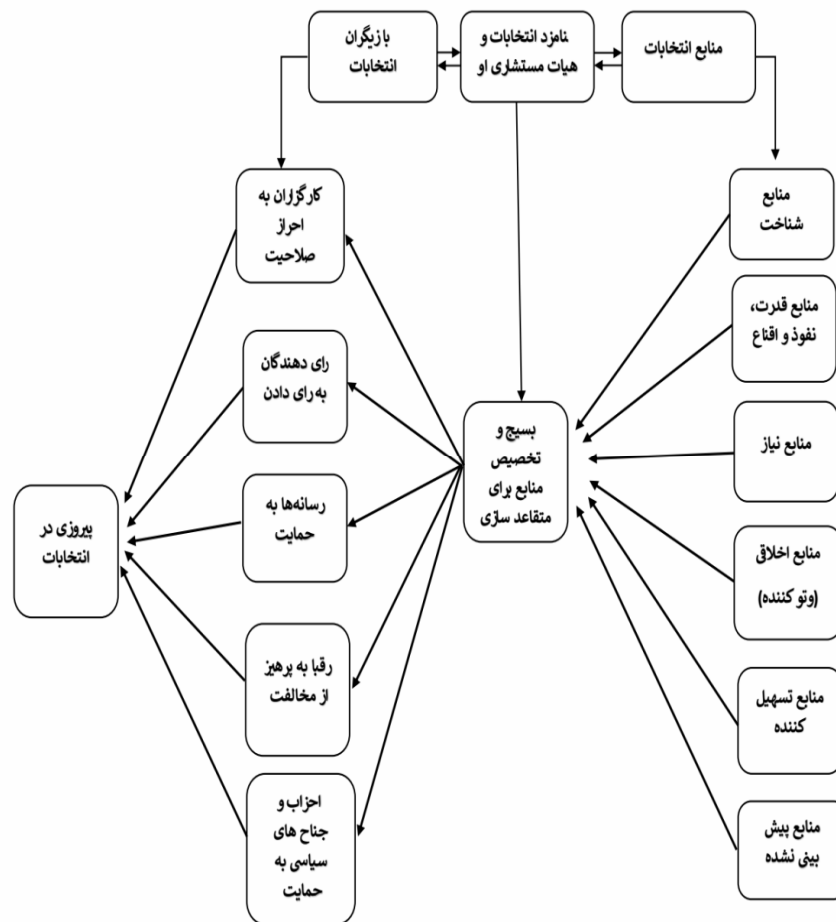 منابع انتخابات
نامزد انتخابات و
هیات مستشاری او
بازیگران
انتخابات
منابع
شناخت
کارگزاران به
احراز
صلاحیت
منابع قدرت،
نفوذ و اقناع
رای دهندگان
به رای دادن
منابع نیاز
بسیج و
تخصیص
منابع برای
متقاعد سازی
رسانه‌ها به
حمایت
پیروزی در
انتخابات
منابع اخلاقی
(وتو کننده)
رقبا به پرهیز
از مخالفت
منابع تسهیل
کننده
احزاب و
جناح های
سیاسی به
حمایت
منابع پیش
بینی نشده